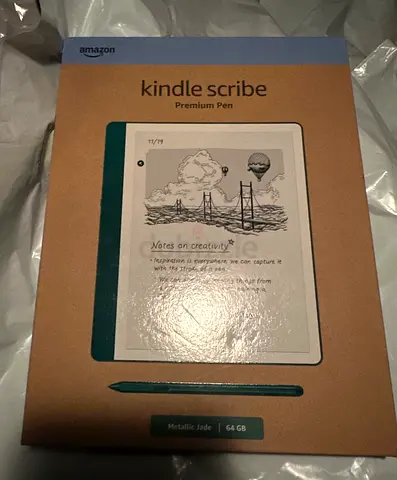 amazon
kindle scribe
Premium Pen
Notes on creativity
• Inspiration is everywhere we can capture it
with the stroke of a pen.
Metallic Jade | 64 GB